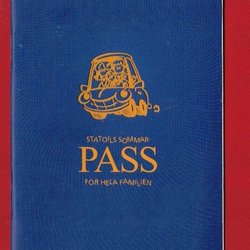 STATOILS SOMMAR-
PASS
FÖR HELA FAMILJEN